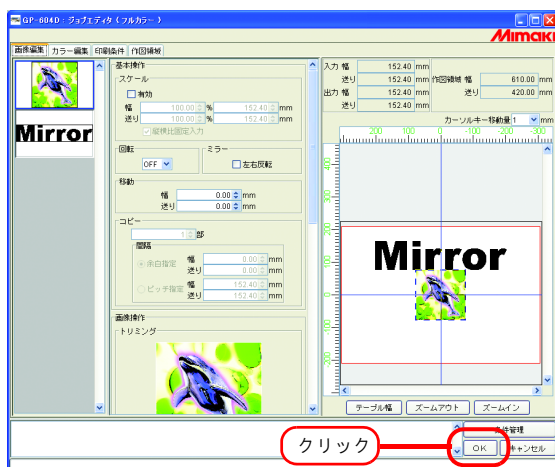 GP-604D：ジョブエディタ（フルカラー）
Mimaki
画像編集 カラー編集 印刷条件 作図領域
Mirror
基本操作
スケール
有効
幅 100.00 % 152.40 mm
送り 100.00 % 152.40 mm
縦横比固定入力
回転
OFF
ミラー
左右反転
移動
幅 0.00 mm
送り 0.00 mm
コピー
1 部
間隔
余白指定 幅 0.00 mm
送り 0.00 mm
ピッチ指定 幅 152.40 mm
送り 152.40 mm
画像操作
トリミング
入力 幅 152.40 mm
送り 152.40 mm 作図領域 幅 610.00 mm
出力 幅 152.40 mm 送り 420.00 mm
送り 152.40 mm
カーソルキー移動量 1 mm
200 100 0 -100 -200 -300
Mirror
テーブル幅 ズームアウト ズームイン
クリック
条件管理
OK キャンセル